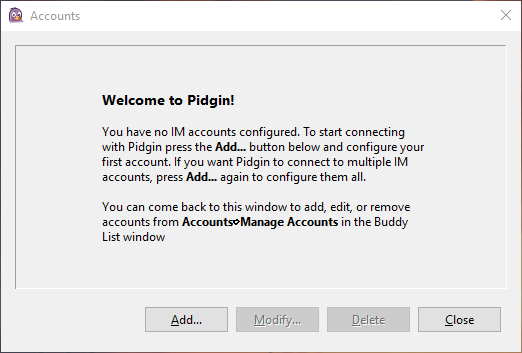 Accounts
Welcome to Pidgin!
You have no IM accounts configured. To start connecting
with Pidgin press the Add... button below and configure your
first account. If you want Pidgin to connect to multiple IM
accounts, press Add... again to configure them all.
You can come back to this window to add, edit, or remove
accounts from Accounts⇨Manage Accounts in the Buddy
List window
Add...
Modify...
Delete
Close